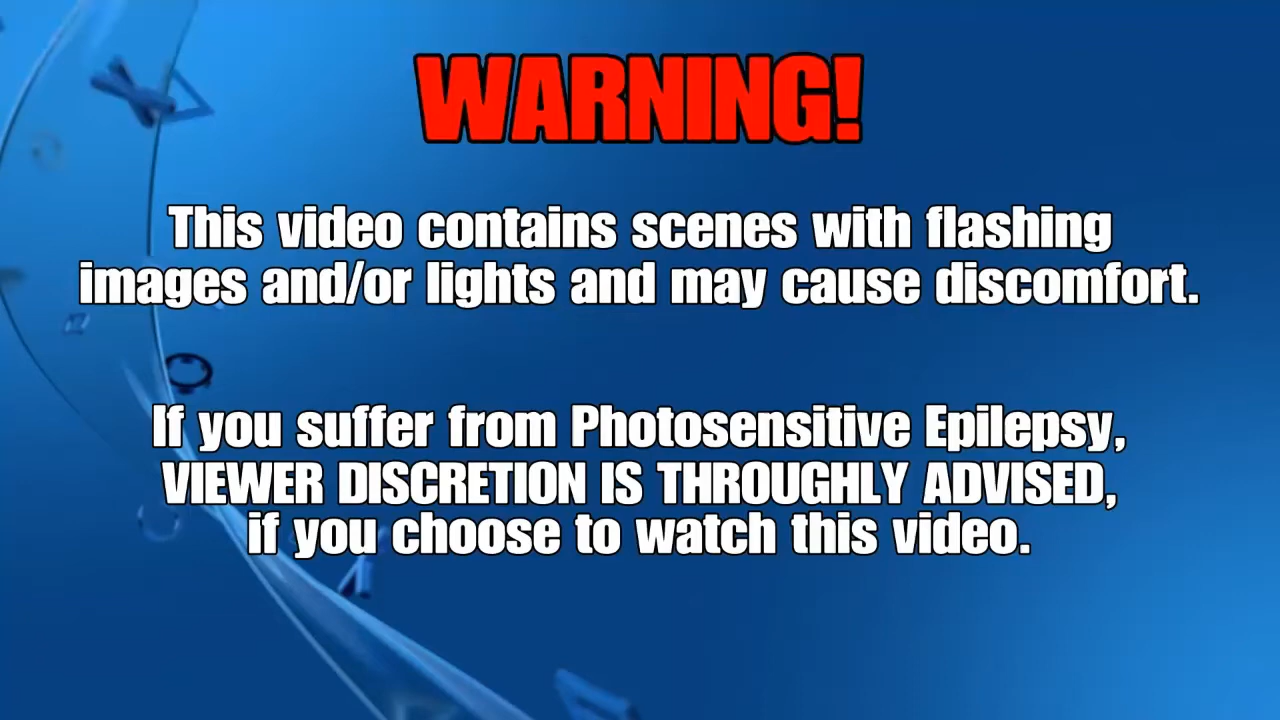 WARNING!
This video contains scenes with flashing
images and/or lights and may cause discomfort.
If you suffer from Photosensitive Epilepsy,
VIEWER DISCRETION IS THROUGHLY ADVISED,
if you choose to watch this video.